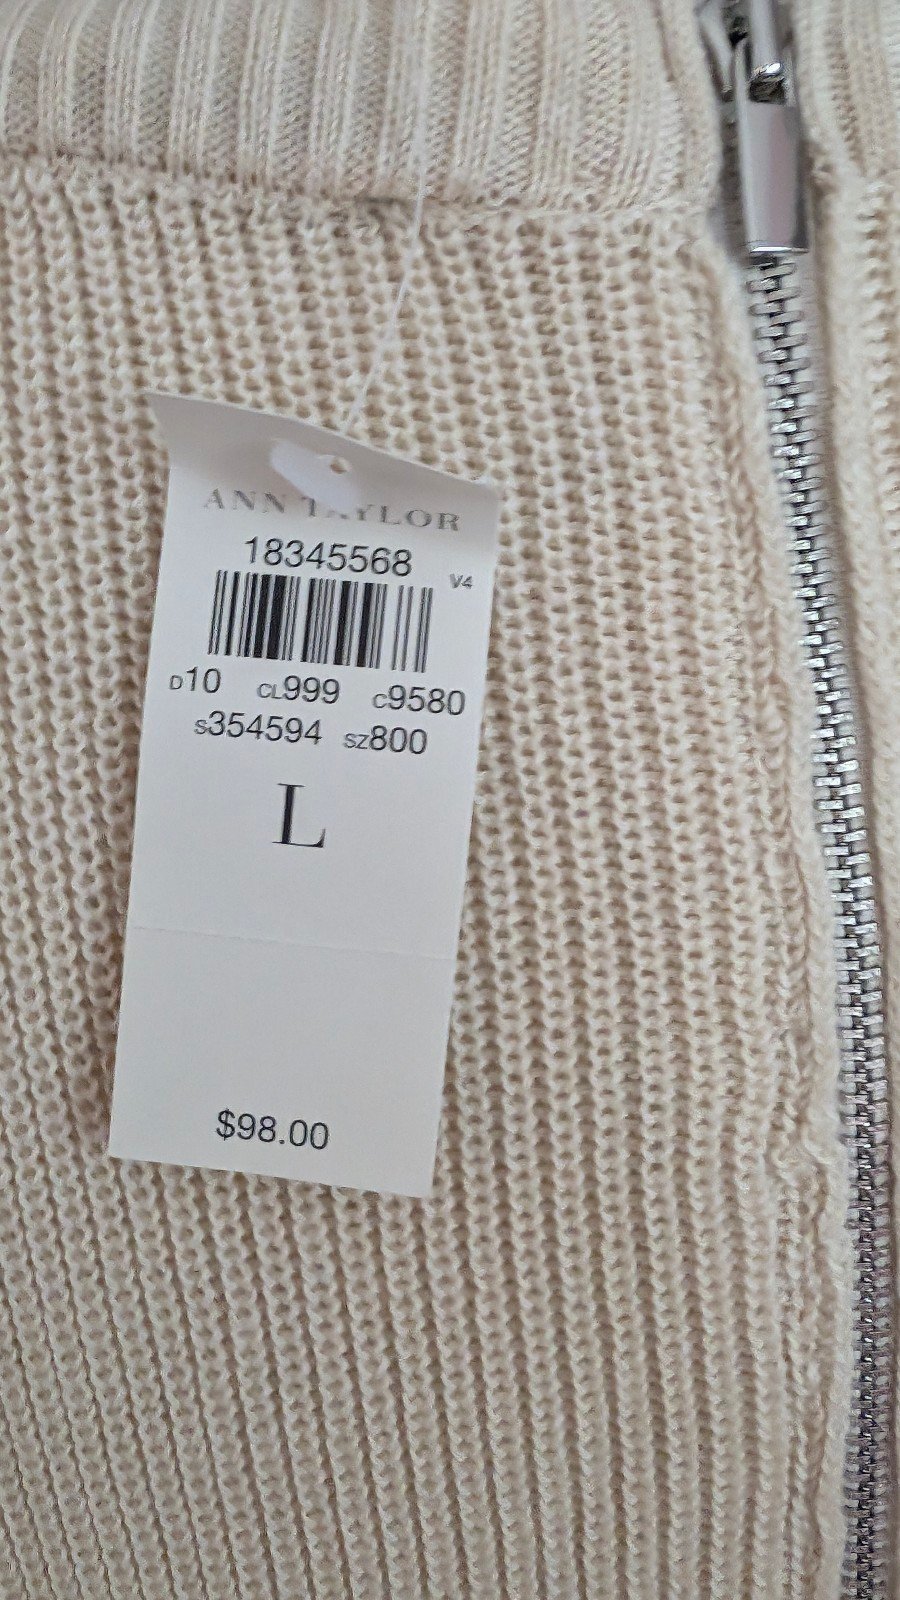 ANN TAYLOR
18345568
V4
D10 CL999 C9580
S354594 SZ800
L
$98.00